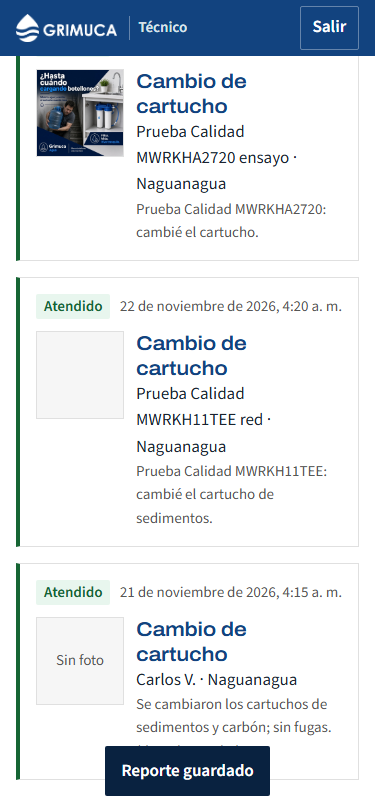 GRIMUCA
Técnico
Salir
¿Hasta
cuándo
cargando botellones?
Grimuca
Cambio de
cartucho
Prueba Calidad
MWRKHA2720 ensayo ·
Naguanagua
Prueba Calidad MWRKHA2720:
cambié el cartucho.
Atendido
22 de noviembre de 2026, 4:20 a. m.
Cambio de
cartucho
Prueba Calidad
MWRKH11TEE red ·
Naguanagua
Prueba Calidad MWRKH11TEE:
cambié el cartucho de
sedimentos.
Atendido
21 de noviembre de 2026, 4:15 a. m.
Sin foto
Cambio de
cartucho
Carlos V. · Naguanagua
Se cambiaron los cartuchos de
sedimentos y carbón; sin fugas.
Reporte guardado